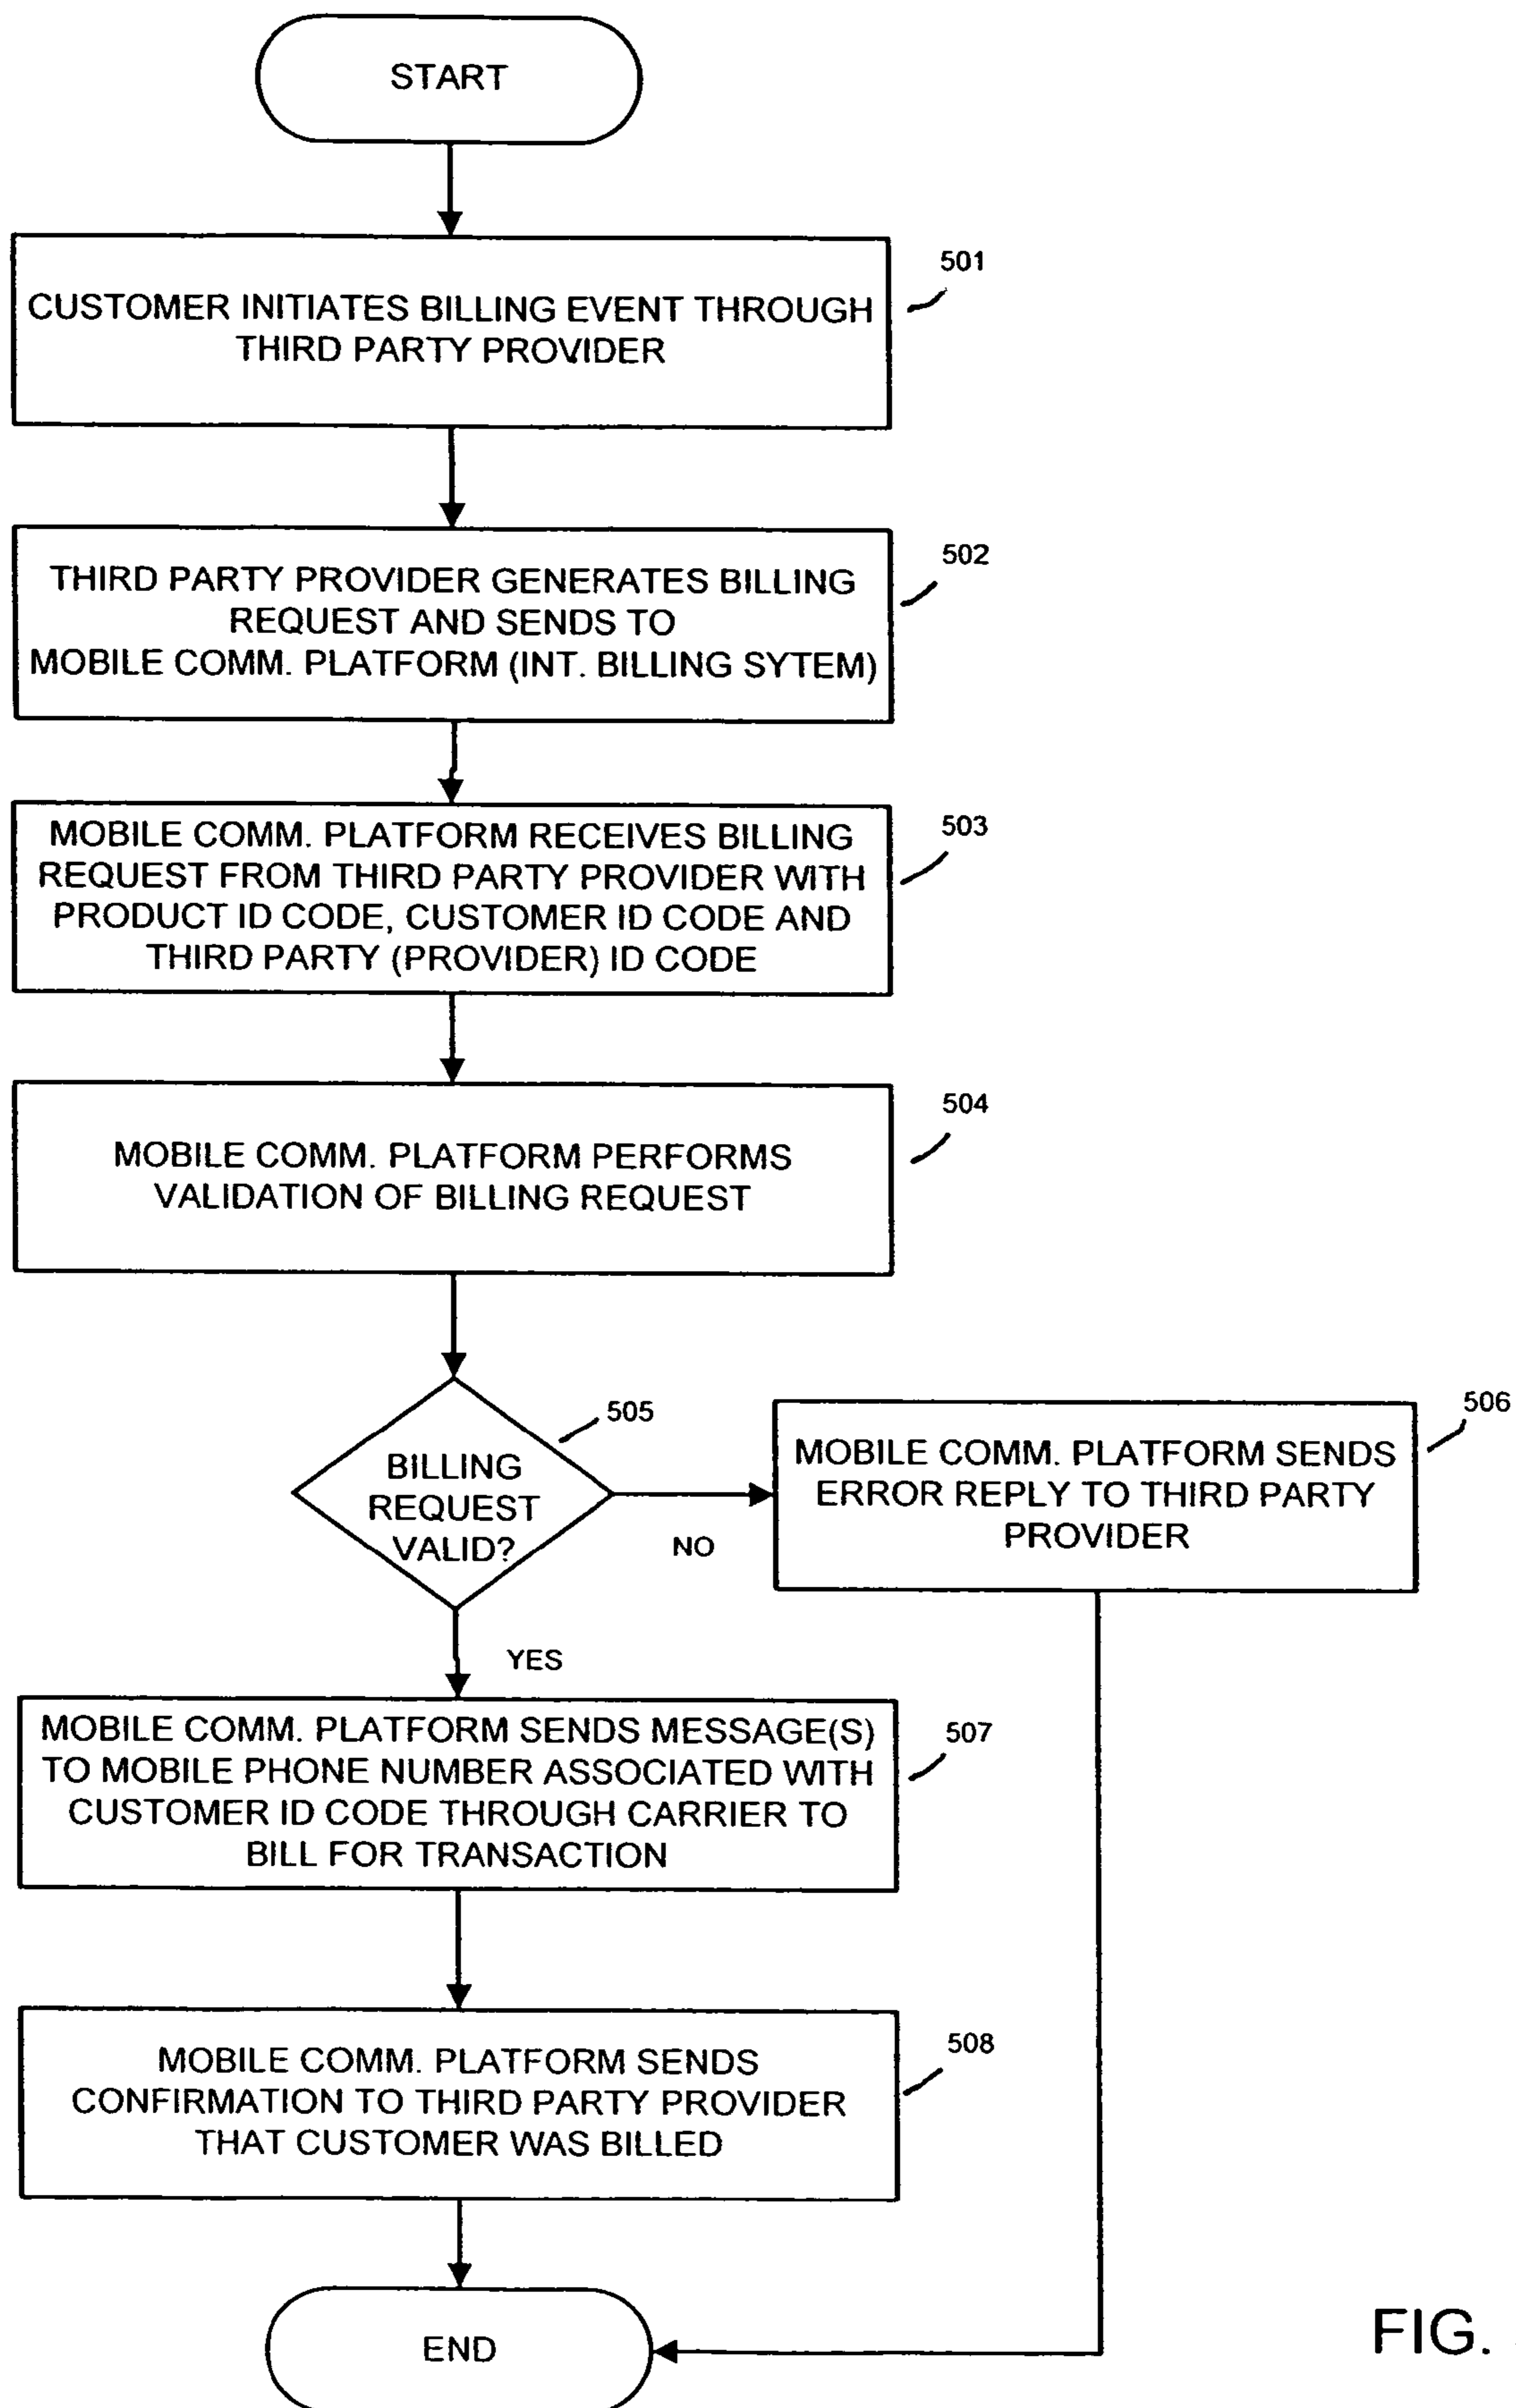 START
501
CUSTOMER INITIATES BILLING EVENT THROUGH
THIRD PARTY PROVIDER
502
THIRD PARTY PROVIDER GENERATES BILLING
REQUEST AND SENDS TO
MOBILE COMM. PLATFORM (INT. BILLING SYTEM)
503
MOBILE COMM. PLATFORM RECEIVES BILLING
REQUEST FROM THIRD PARTY PROVIDER WITH
PRODUCT ID CODE, CUSTOMER ID CODE AND
THIRD PARTY (PROVIDER) ID CODE
504
MOBILE COMM. PLATFORM PERFORMS
VALIDATION OF BILLING REQUEST
505
BILLING
REQUEST
VALID?
NO
506
MOBILE COMM. PLATFORM SENDS
ERROR REPLY TO THIRD PARTY
PROVIDER
YES
507
MOBILE COMM. PLATFORM SENDS MESSAGE(S)
TO MOBILE PHONE NUMBER ASSOCIATED WITH
CUSTOMER ID CODE THROUGH CARRIER TO
BILL FOR TRANSACTION
508
MOBILE COMM. PLATFORM SENDS
CONFIRMATION TO THIRD PARTY PROVIDER
THAT CUSTOMER WAS BILLED
END
FIG.